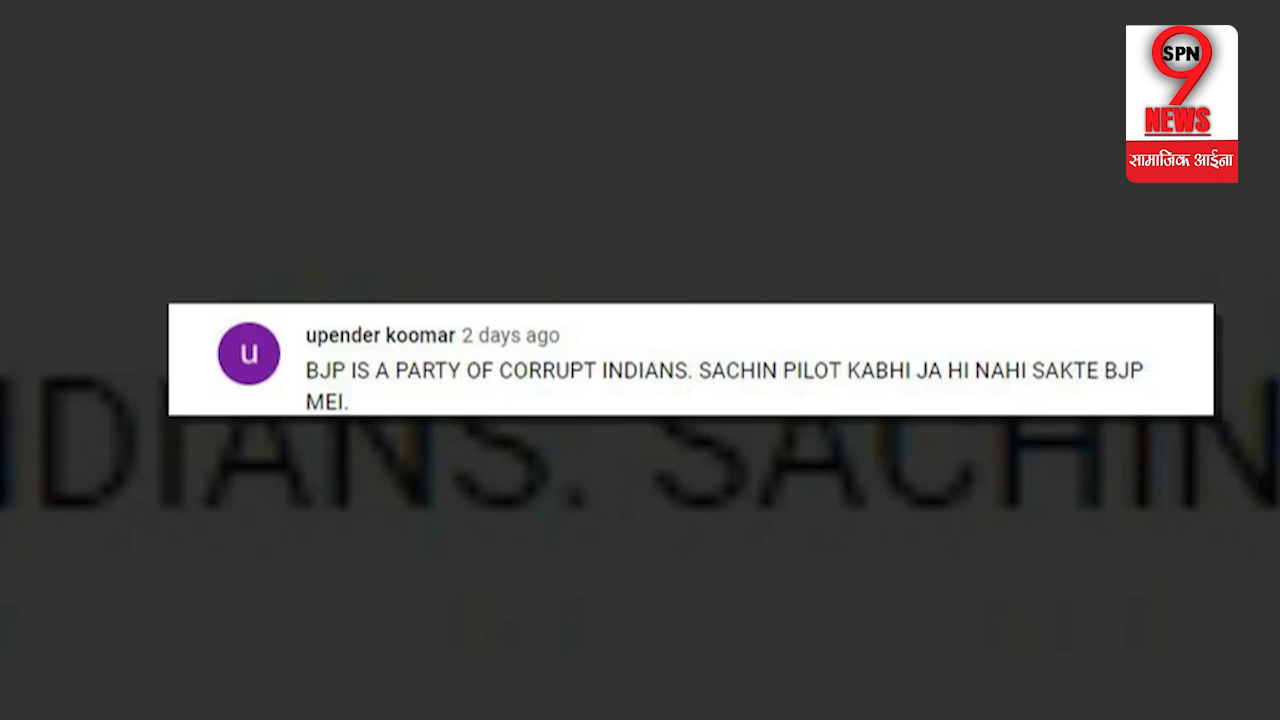 SPN
9
NEWS
सामाजिक आईना
upender koomar 2 days ago
u
BJP IS A PARTY OF CORRUPT INDIANS. SACHIN PILOT KABHI JA HI NAHI SAKTE BJP
MEI.
NDIANS. SACHIN